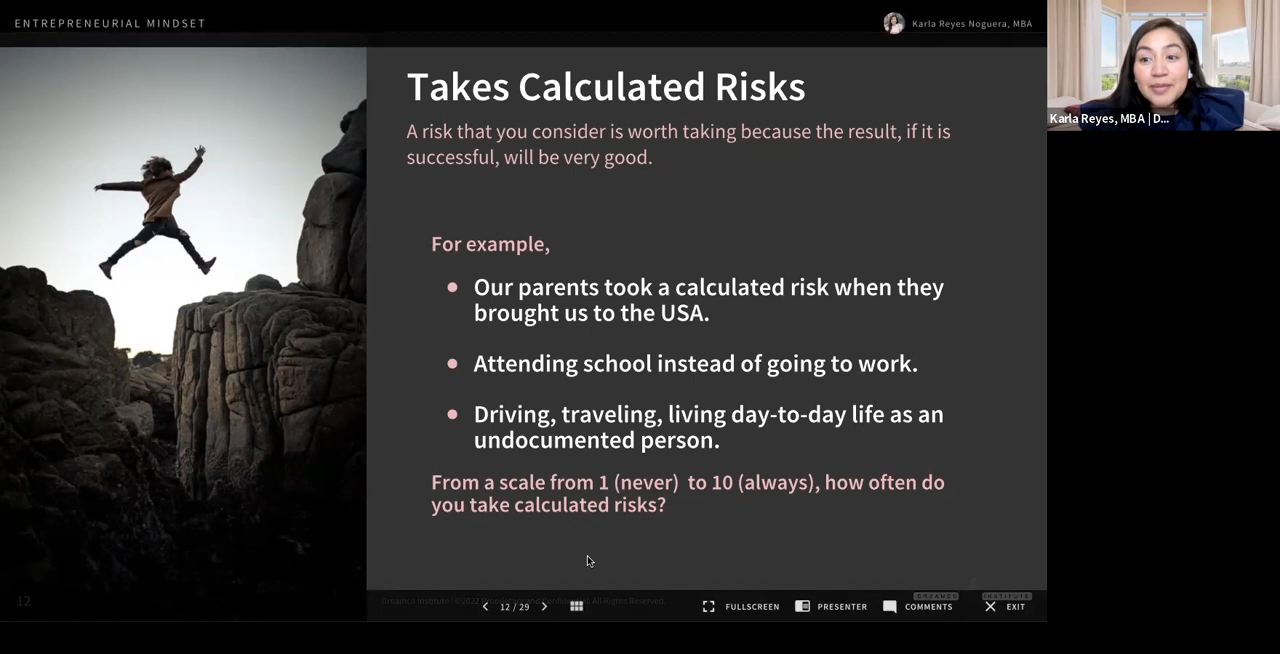 ENTREPRENEURIAL MINDSET
Karla Reyes Noguera, MBA
Karla Reyes, MBA | D...
Takes Calculated Risks
A risk that you consider is worth taking because the result, if it is
successful, will be very good.
For example,
Our parents took a calculated risk when they
brought us to the USA.
Attending school instead of going to work.
Driving, traveling, living day-to-day life as an
undocumented person.
From a scale from 1 (never) to 10 (always), how often do
you take calculated risks?
12
12 / 29
FULLSCREEN
PRESENTER
COMMENTS
EXIT